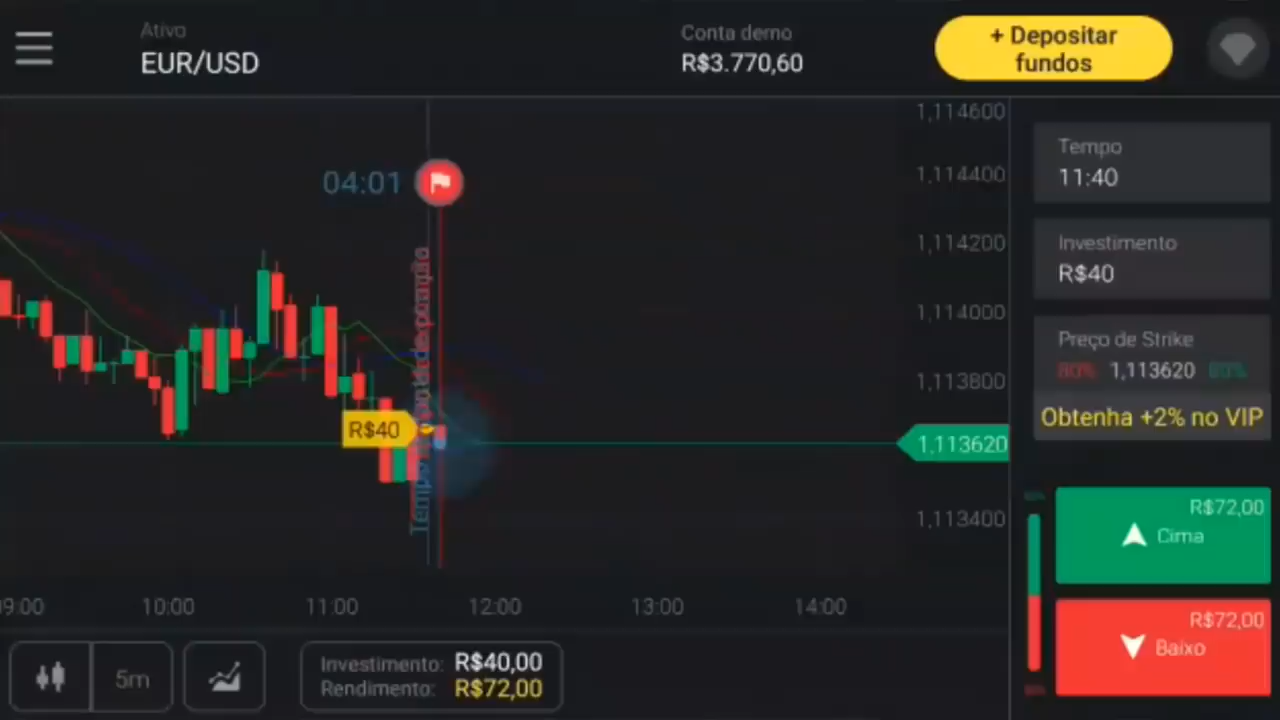 Ativo
EUR/USD
Conta demo
R$3.770,60
+ Depositar
fundos
1,114600
1,114400
1,114200
1,114000
1,113800
1,113620
1,113400
04:01
R$40
Tempo
11:40
Investimento
R$40
Preço de Strike
80% 1,113620 80%
Obtenha +2% no VIP
R$72,00
Cima
R$72,00
Baixo
09:00 10:00 11:00 12:00 13:00 14:00
5m
Investimento: R$40,00
Rendimento: R$72,00